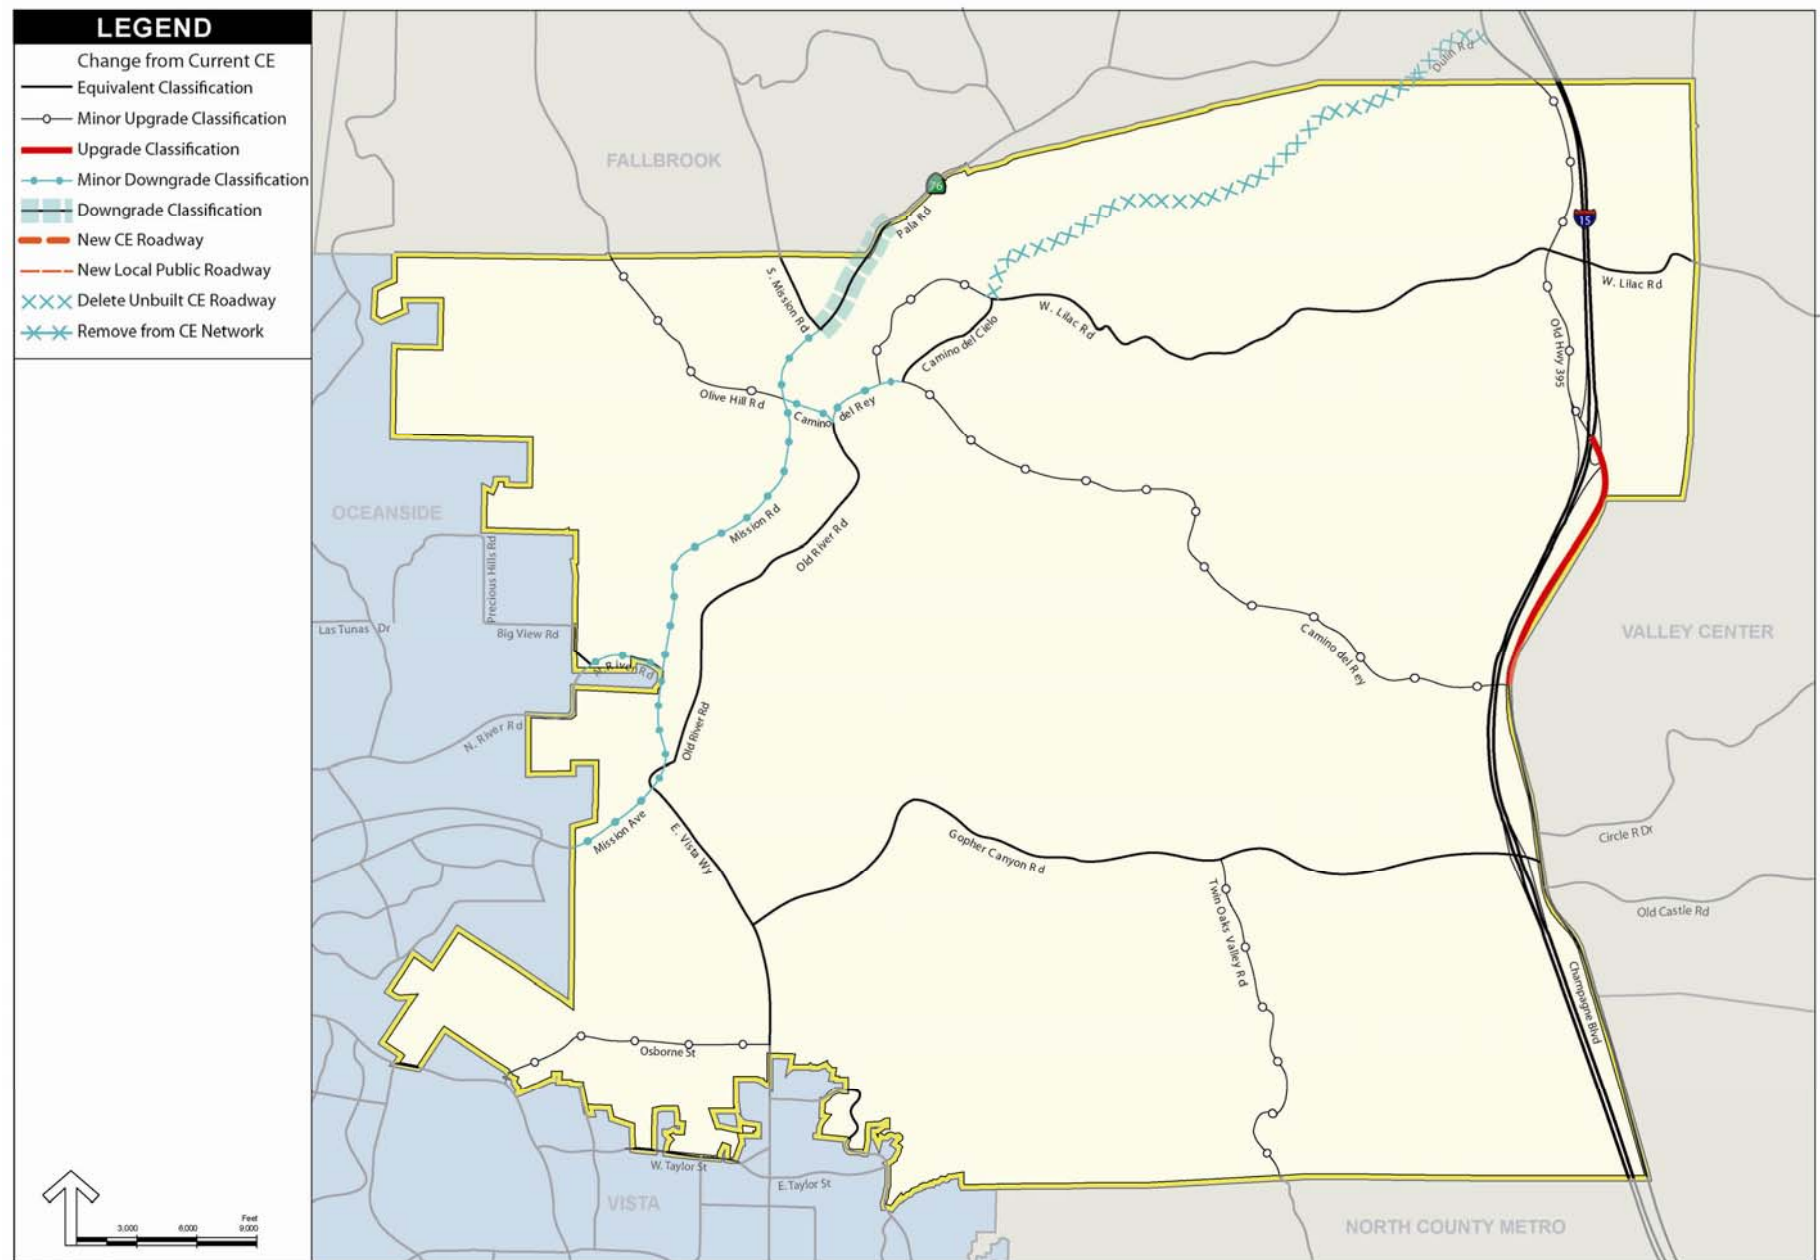 LEGEND
Change from Current CE
Equivalent Classification
Minor Upgrade Classification
Upgrade Classification
Minor Downgrade Classification
Downgrade Classification
New CE Roadway
New Local Public Roadway
Delete Unbuilt CE Roadway
Remove from CE Network
Dulin Rd
FALLBROOK
76
Pala Rd
15
S. Mission Rd
W. Lilac Rd
W. Lilac Rd
Camino del Cielo
Old Hwy 395
Olive Hill Rd
Camino del Rey
OCEANSIDE
Mission Rd
Old River Rd
Precious Hills Rd
Las Tunas Dr
Big View Rd
N. River Rd
Camino del Rey
VALLEY CENTER
N. River Rd
Old River Rd
Mission Ave
E. Vista Wy
Gopher Canyon Rd
Circle R Dr
Twin Oaks Valley Rd
Old Castle Rd
Champagne Blvd
Osborne St
W. Taylor St
E. Taylor St
VISTA
NORTH COUNTY METRO
Feet
3,000 6,000 9,000